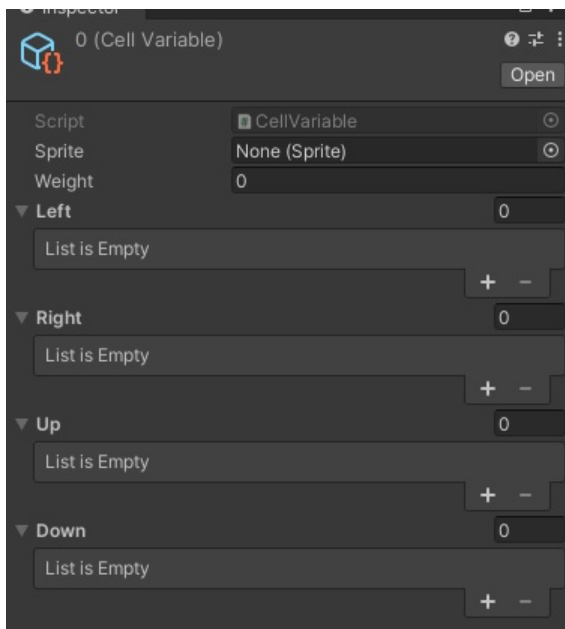 Inspector
0 (Cell Variable)
Open
Script CellVariable
Sprite None (Sprite)
Weight 0
Left 0
List is Empty
+ −
Right 0
List is Empty
+ −
Up 0
List is Empty
+ −
Down 0
List is Empty
+ −